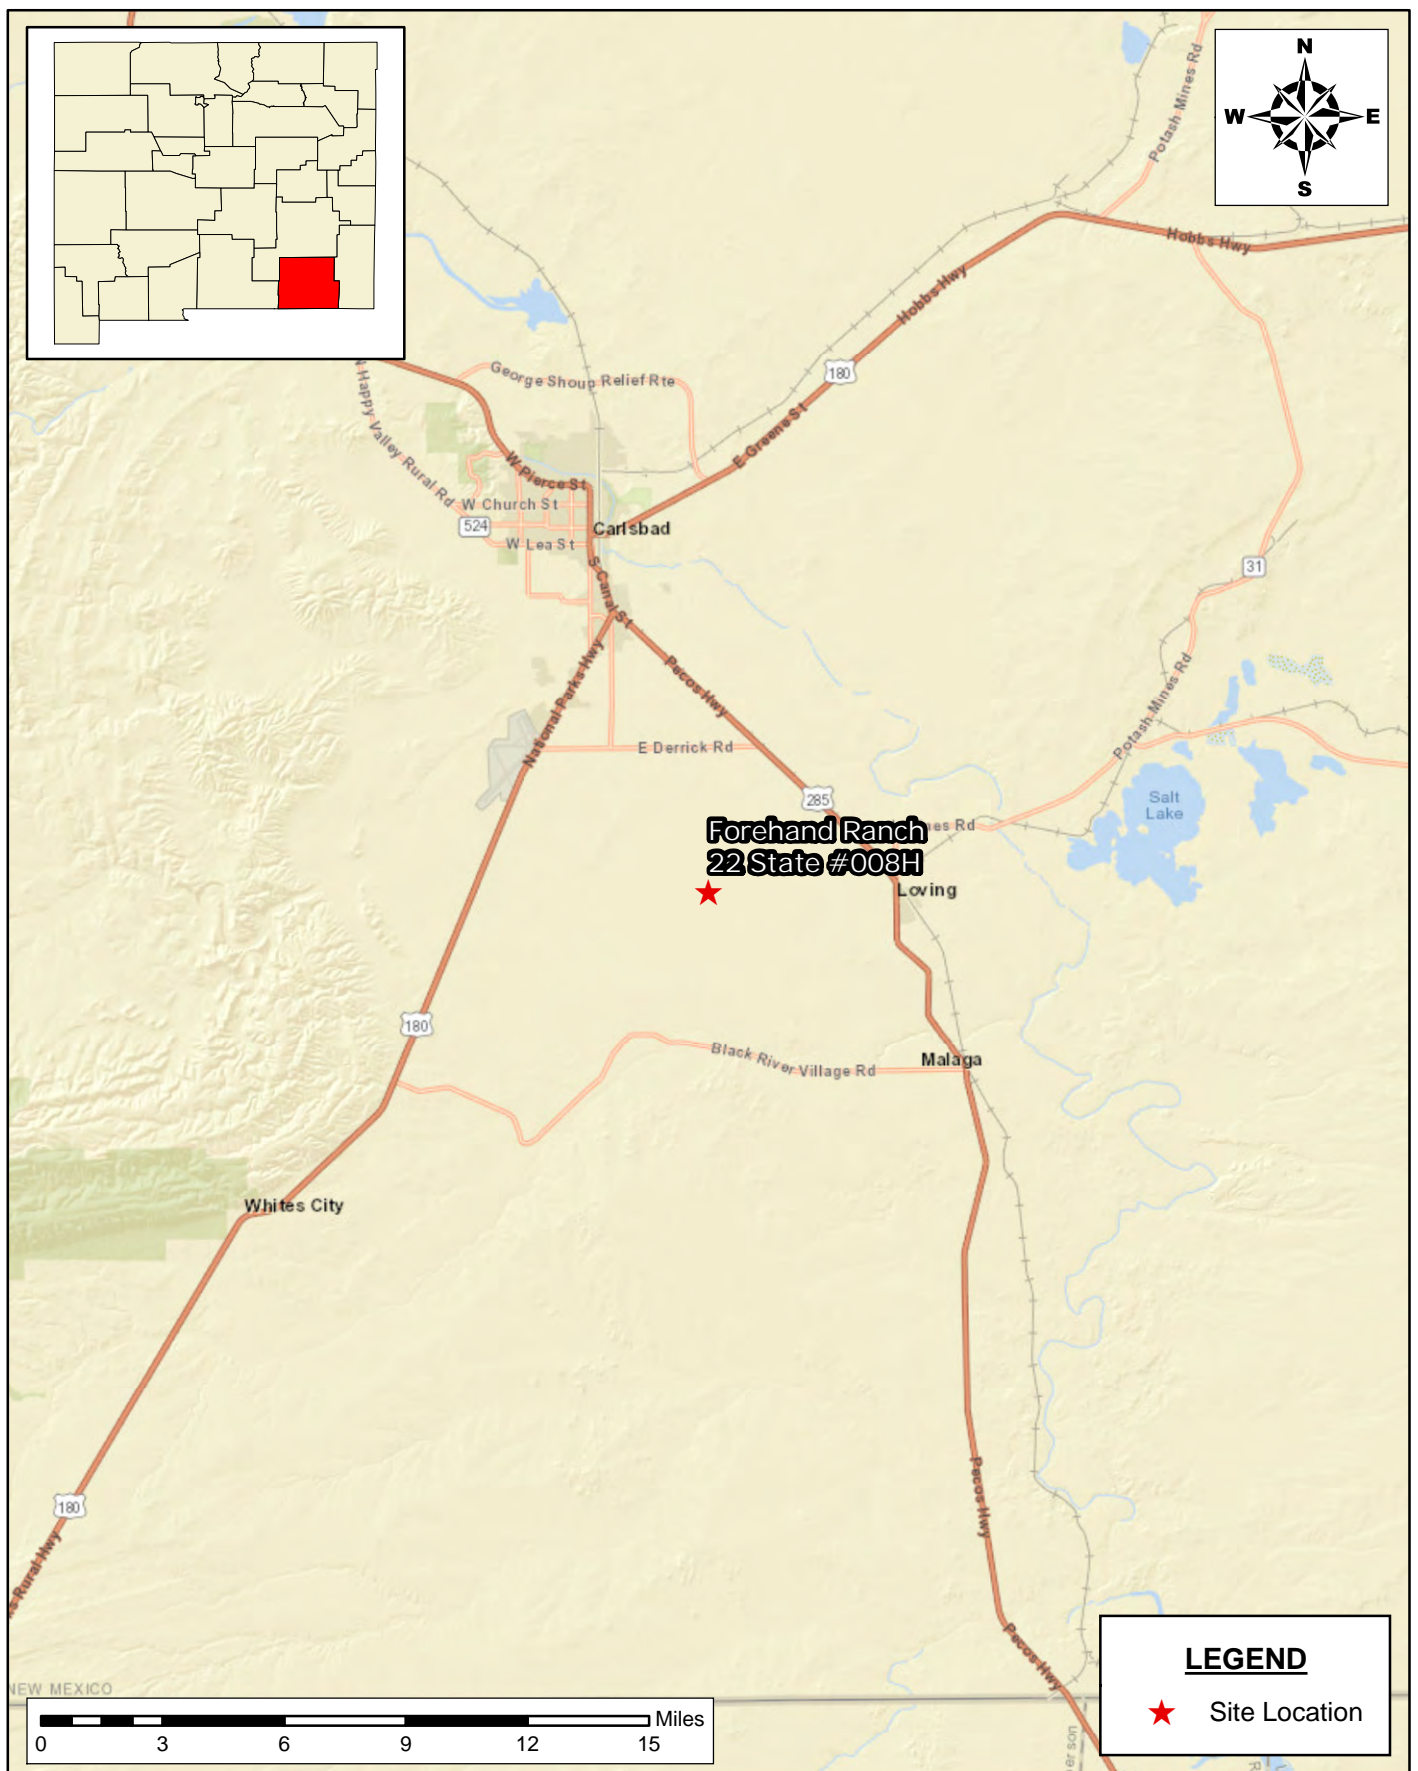 N
W
E
S
Potash Mines Rd
Hobbs Hwy
Hobbs Hwy
180
George Shoup Relief Rte
N Happy Valley Rural Rd
E Greene St
W Pierce St
W Church St
524
Carlsbad
W Lea St
31
S Canal St
National Parks Hwy
Pecos Hwy
Potash Mines Rd
E Derrick Rd
285
Salt
Lake
Forehand Ranch
22 State #008H
Rd
Loving
180
Black River Village Rd
Malaga
Whites City
Pecos Hwy
180
Rural Hwy
Pecos Hwy
NEW MEXICO
LEGEND
Site Location
Miles
0 3 6 9 12 15